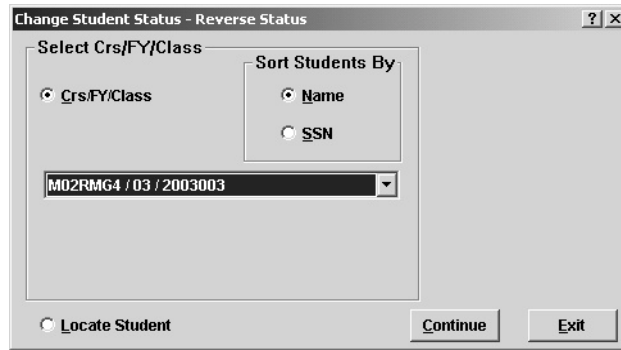 Change Student Status - Reverse Status
Select Crs/FY/Class
Sort Students By
Crs/FY/Class
Name
SSN
M02RMG4 / 03 / 2003003
Locate Student
Continue
Exit